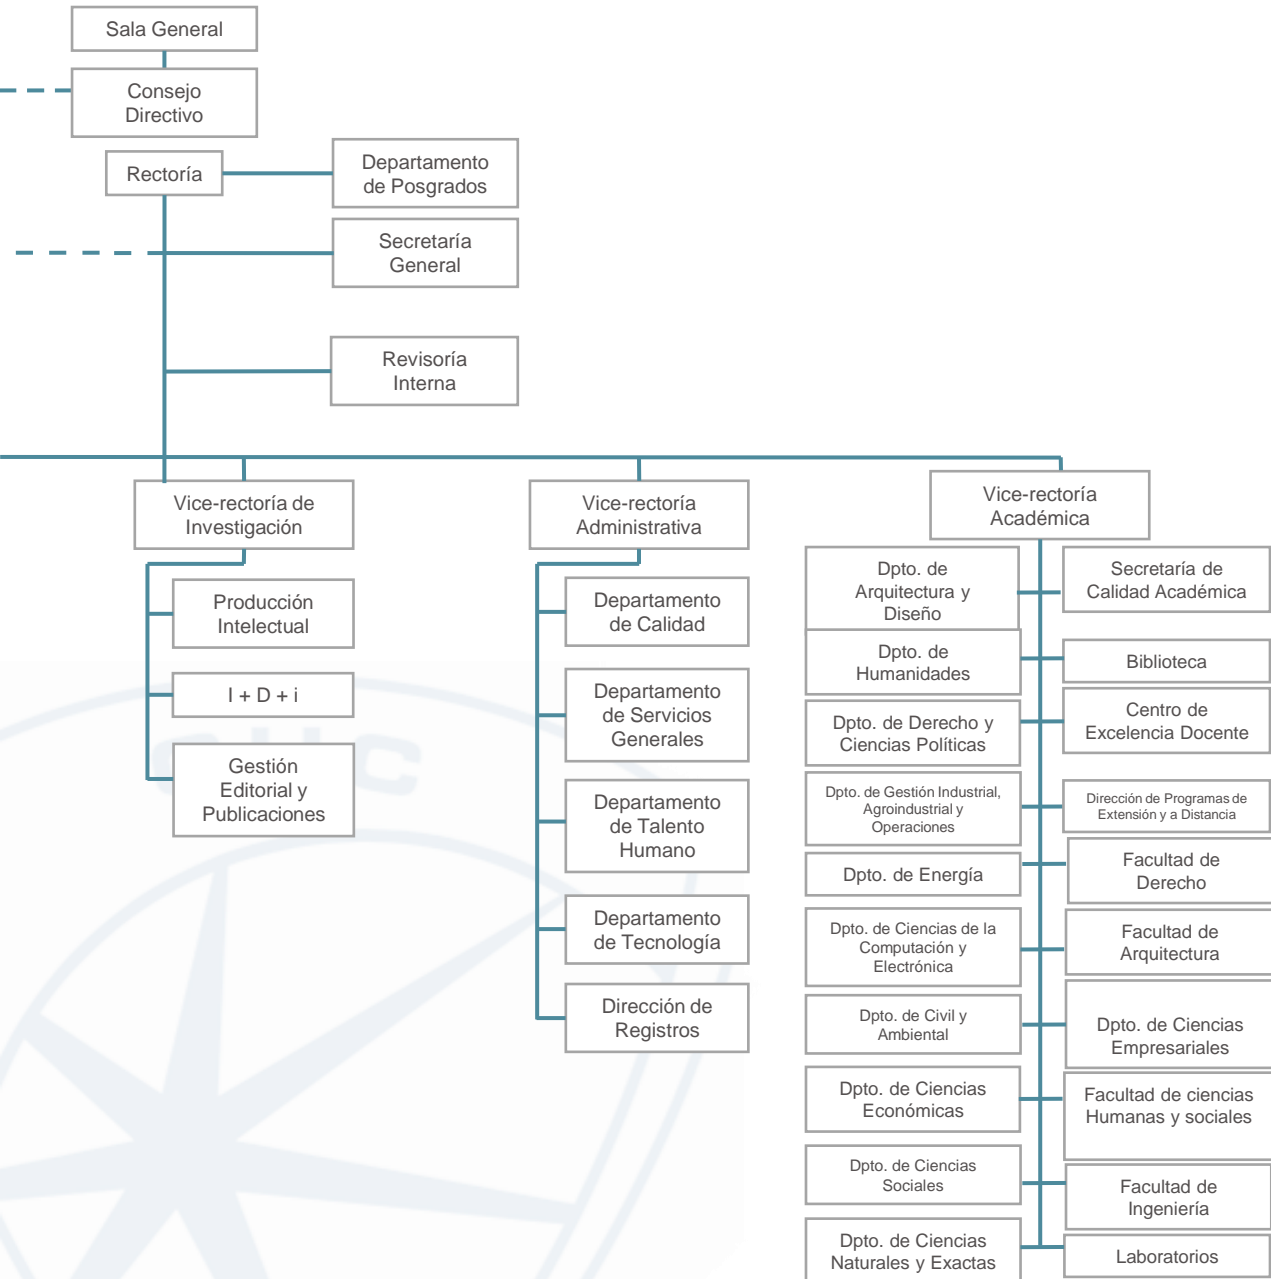 Sala General
Consejo
Directivo
Rectoría
Departamento
de Posgrados
Secretaría
General
Revisoría
Interna
Vice-rectoría de
Investigación
Producción
Intelectual
I + D + i
Gestión
Editorial y
Publicaciones
Vice-rectoría
Administrativa
Departamento
de Calidad
Departamento
de Servicios
Generales
Departamento
de Talento
Humano
Departamento
de Tecnología
Dirección de
Registros
Vice-rectoría
Académica
Dpto. de
Arquitectura y
Diseño
Secretaría de
Calidad Académica
Dpto. de
Humanidades
Biblioteca
Dpto. de Derecho y
Ciencias Políticas
Centro de
Excelencia Docente
Dpto. de Gestión Industrial,
Agroindustrial y
Operaciones
Dirección de Programas de
Extensión y a Distancia
Dpto. de Energía
Facultad de
Derecho
Dpto. de Ciencias de la
Computación y
Electrónica
Facultad de
Arquitectura
Dpto. de Civil y
Ambiental
Dpto. de Ciencias
Empresariales
Dpto. de Ciencias
Económicas
Facultad de ciencias
Humanas y sociales
Dpto. de Ciencias
Sociales
Facultad de
Ingeniería
Dpto. de Ciencias
Naturales y Exactas
Laboratorios